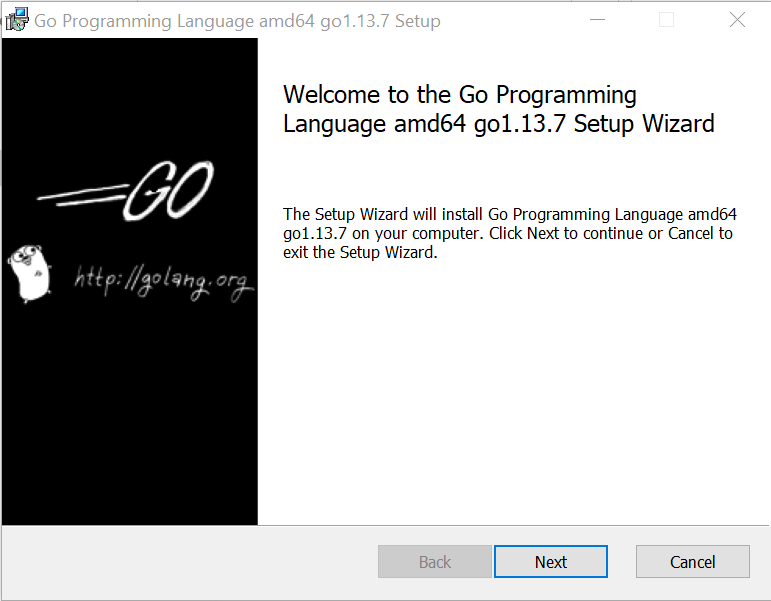 Go Programming Language amd64 go1.13.7 Setup
Welcome to the Go Programming
Language amd64 go1.13.7 Setup Wizard
GO
The Setup Wizard will install Go Programming Language amd64
go1.13.7 on your computer. Click Next to continue or Cancel to
exit the Setup Wizard.
http://golang.org
Back
Next
Cancel